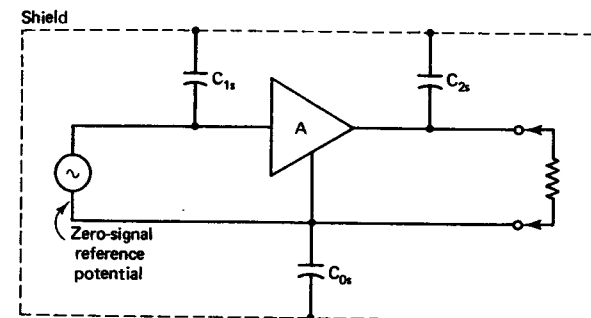 Shield
C1s
C2s
A
~
Zero-signal
reference
potential
C0s